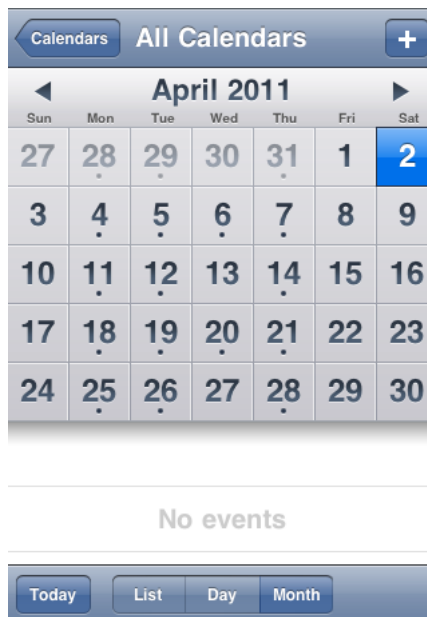 Calendars All Calendars +
April 2011
Sun Mon Tue Wed Thu Fri Sat
27 28 29 30 31 1 2
3 4 5 6 7 8 9
10 11 12 13 14 15 16
17 18 19 20 21 22 23
24 25 26 27 28 29 30
No events
Today List Day Month